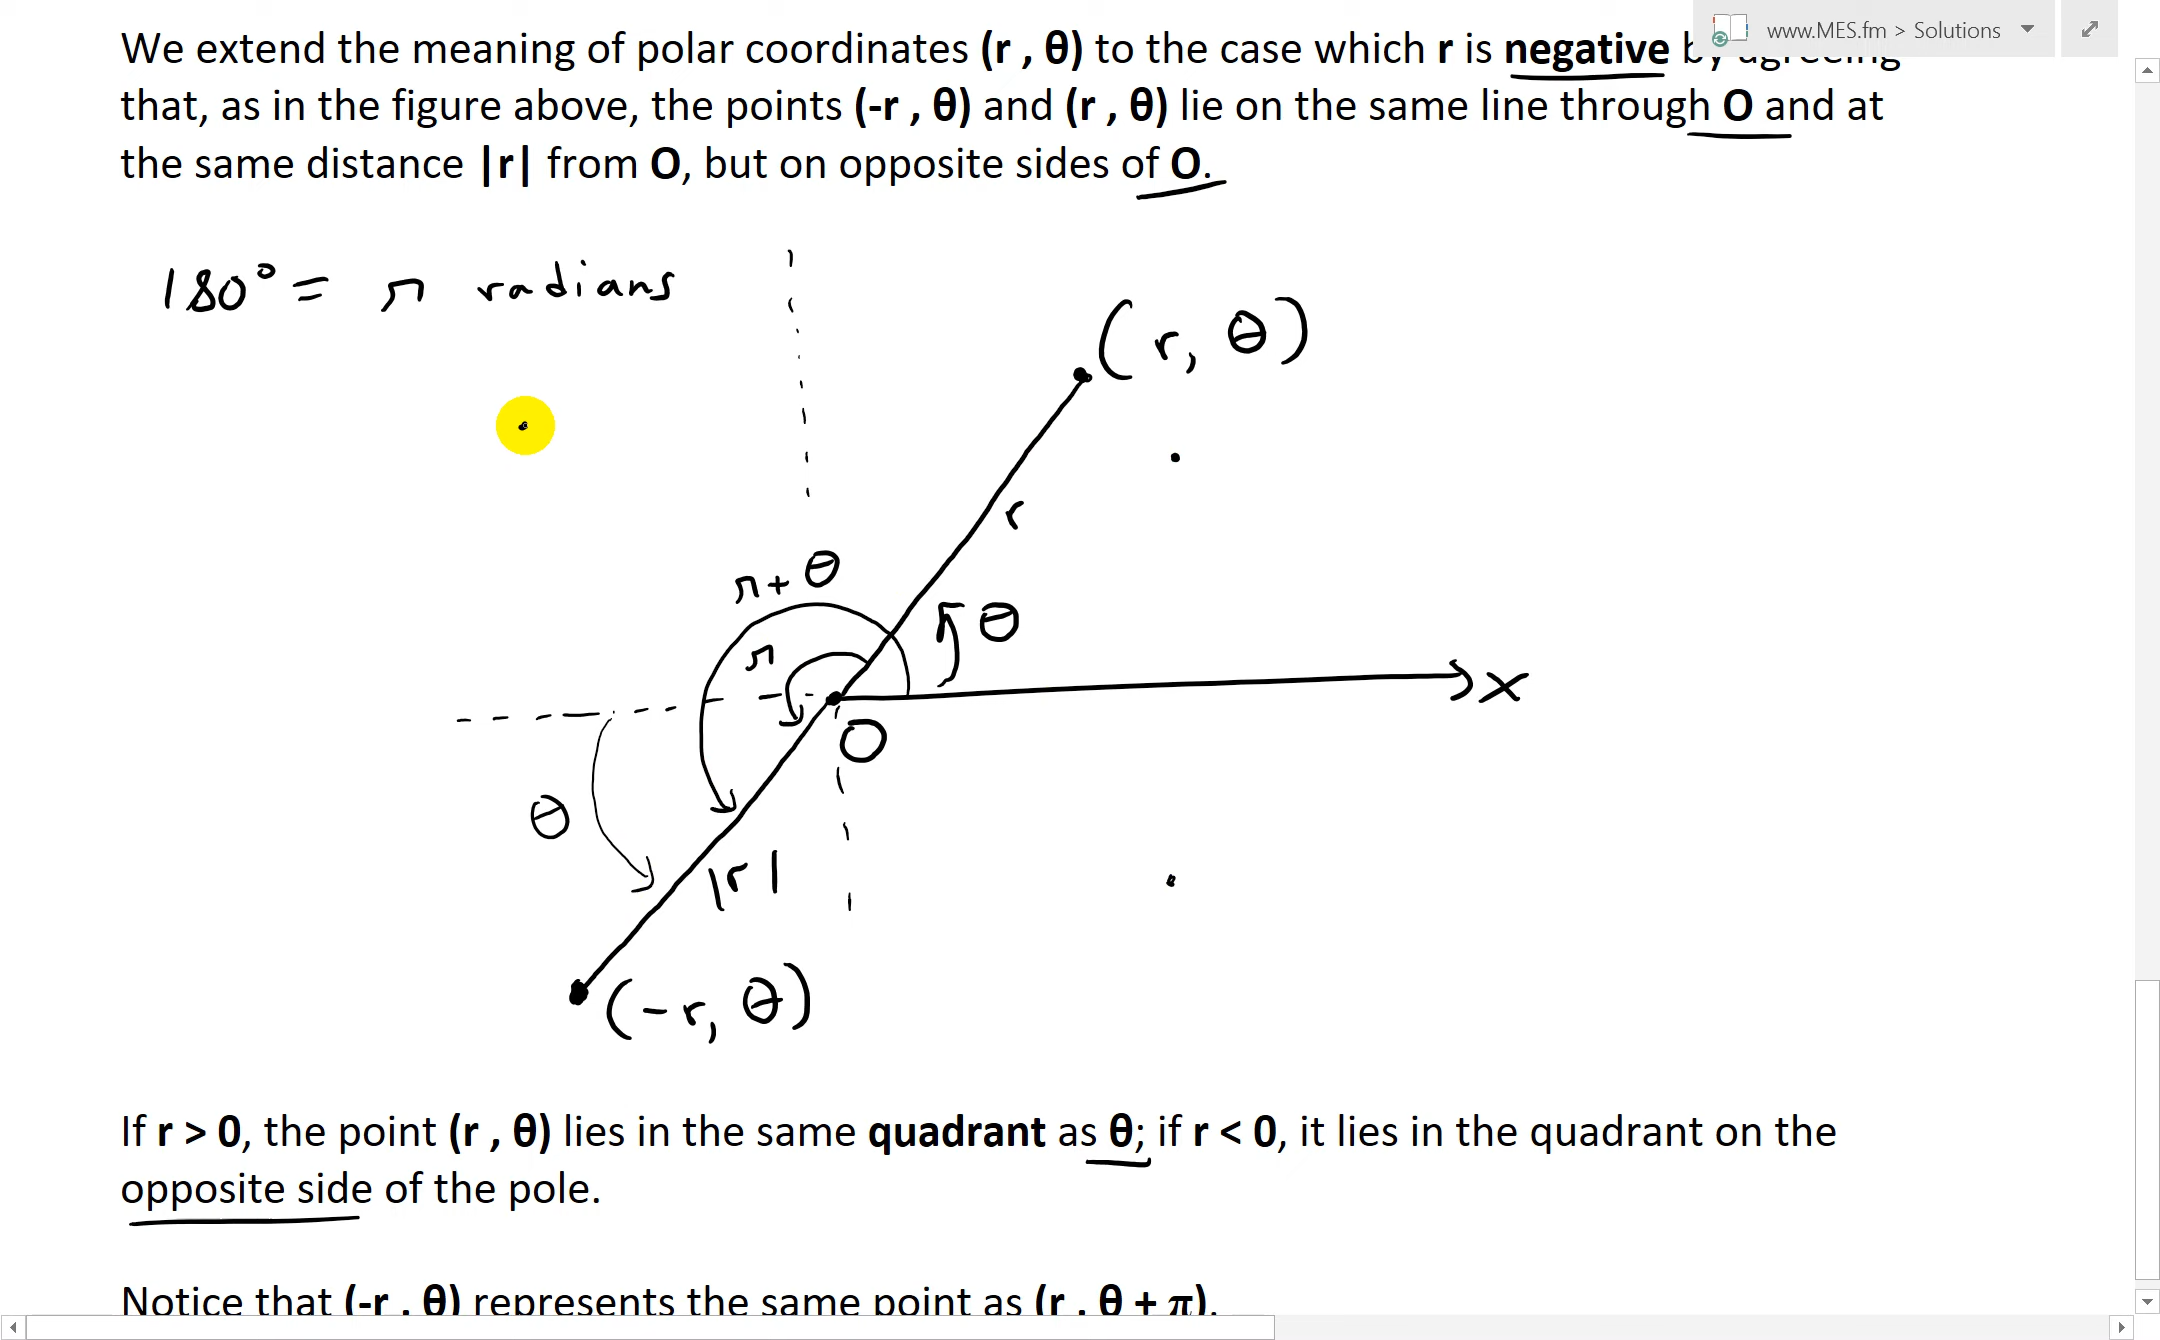 www.MES.fm > Solutions
We extend the meaning of polar coordinates (r , θ) to the case which r is negative by agreeing
that, as in the figure above, the points (-r , θ) and (r , θ) lie on the same line through O and at
the same distance |r| from O, but on opposite sides of O.
180° = π radians
(r, θ)
r
π + θ
θ
π
x
O
θ
|r|
(-r, θ)
If r > 0, the point (r , θ) lies in the same quadrant as θ; if r < 0, it lies in the quadrant on the
opposite side of the pole.
Notice that (-r , θ) represents the same point as (r , θ + π).